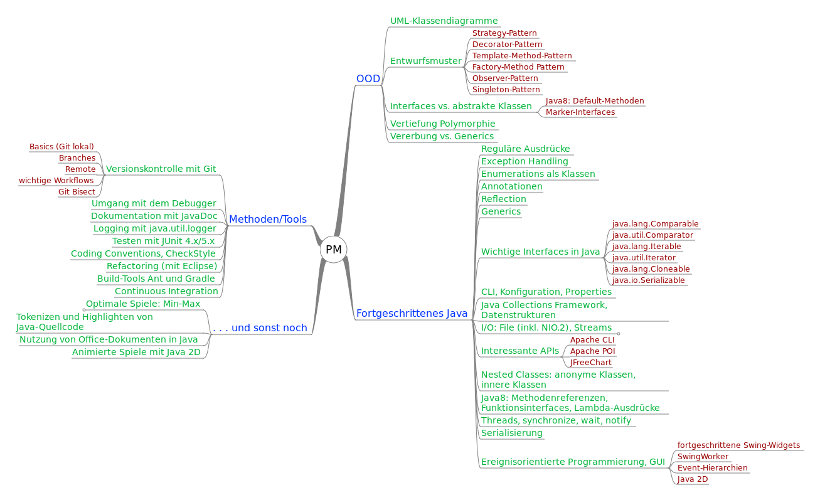 PM
OOD
UML-Klassendiagramme
Entwurfsmuster
Strategy-Pattern
Decorator-Pattern
Template-Method-Pattern
Factory-Method Pattern
Observer-Pattern
Singleton-Pattern
Interfaces vs. abstrakte Klassen
Java8: Default-Methoden
Marker-Interfaces
Vertiefung Polymorphie
Vererbung vs. Generics
Fortgeschrittenes Java
Reguläre Ausdrücke
Exception Handling
Enumerations als Klassen
Annotationen
Reflection
Generics
Wichtige Interfaces in Java
java.lang.Comparable
java.util.Comparator
java.lang.Iterable
java.util.Iterator
java.lang.Cloneable
java.io.Serializable
CLI, Konfiguration, Properties
Java Collections Framework,
Datenstrukturen
I/O: File (inkl. NIO.2), Streams
Interessante APIs
Apache CLI
Apache POI
JFreeChart
Nested Classes: anonyme Klassen,
innere Klassen
Java8: Methodenreferenzen,
Funktionsinterfaces, Lambda-Ausdrücke
Threads, synchronize, wait, notify
Serialisierung
Ereignisorientierte Programmierung, GUI
fortgeschrittene Swing-Widgets
SwingWorker
Event-Hierarchien
Java 2D
Methoden/Tools
Versionskontrolle mit Git
Basics (Git lokal)
Branches
Remote
wichtige Workflows
Git Bisect
Umgang mit dem Debugger
Dokumentation mit JavaDoc
Logging mit java.util.logger
Testen mit JUnit 4.x/5.x
Coding Conventions, CheckStyle
Refactoring (mit Eclipse)
Build-Tools Ant und Gradle
Continuous Integration
. . . und sonst noch
Optimale Spiele: Min-Max
Tokenizen und Highlighten von
Java-Quellcode
Nutzung von Office-Dokumenten in Java
Animierte Spiele mit Java 2D